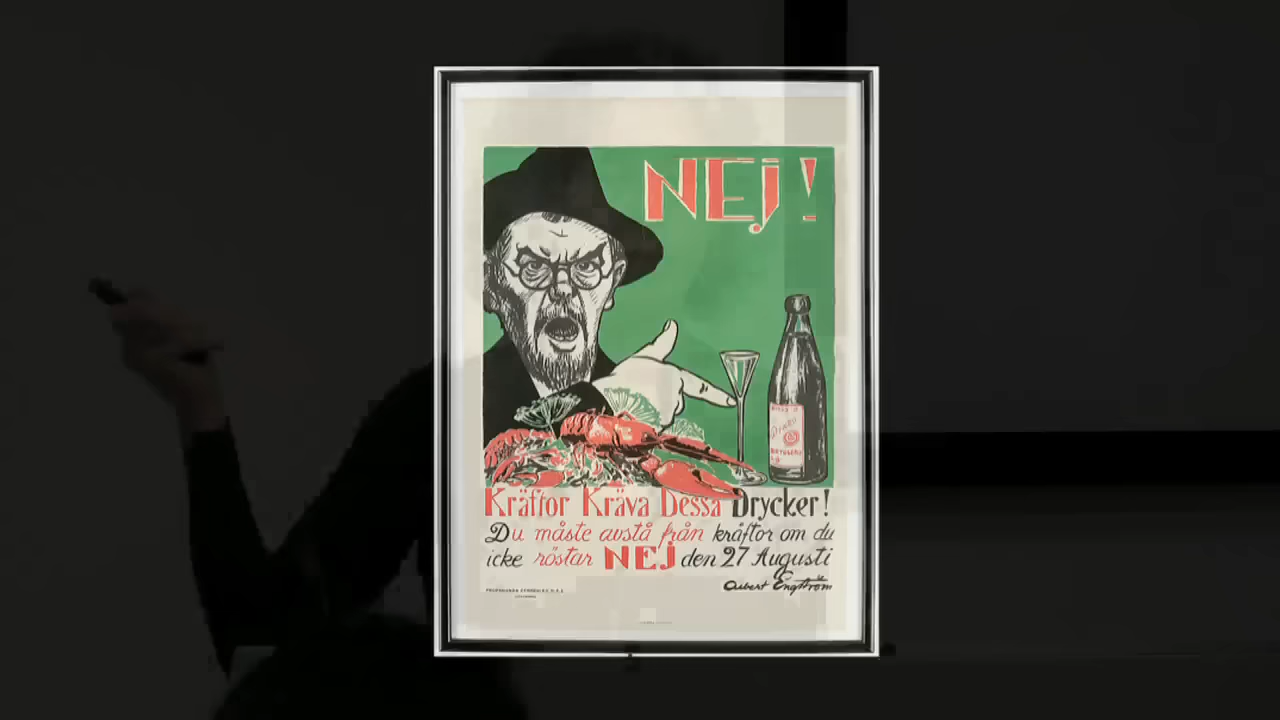 NEJ!
Kräftor Kräva Dessa Drycker!
Du måste avstå från kräftor om du
icke röstar NEJ den 27 Augusti
Albert Engström